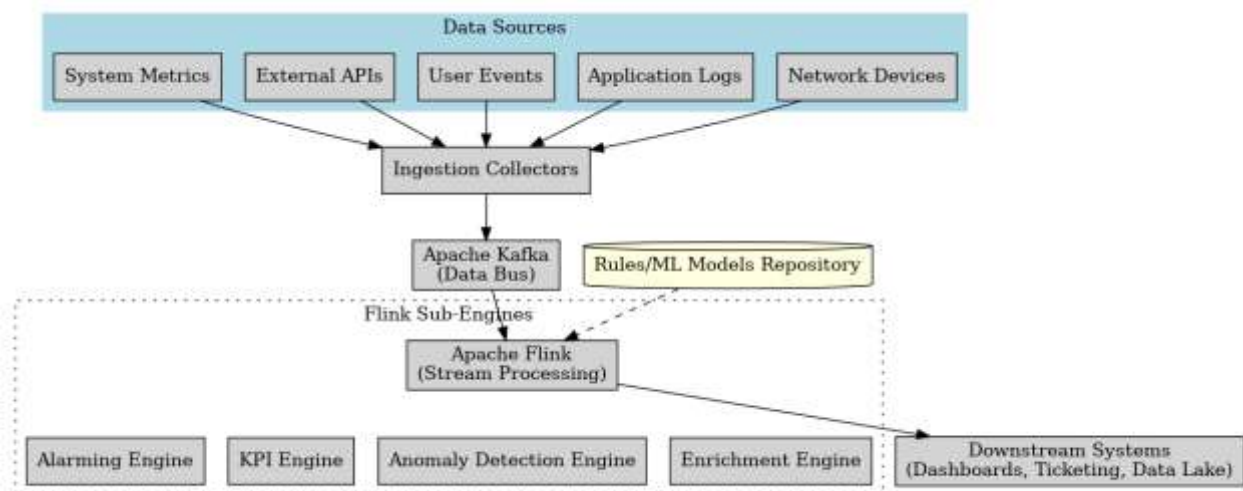 Data Sources
System Metrics
External APIs
User Events
Application Logs
Network Devices
Ingestion Collectors
Apache Kafka
(Data Bus)
Rules/ML Models Repository
Flink Sub-Engines
Apache Flink
(Stream Processing)
Alarming Engine
KPI Engine
Anomaly Detection Engine
Enrichment Engine
Downstream Systems
(Dashboards, Ticketing, Data Lake)